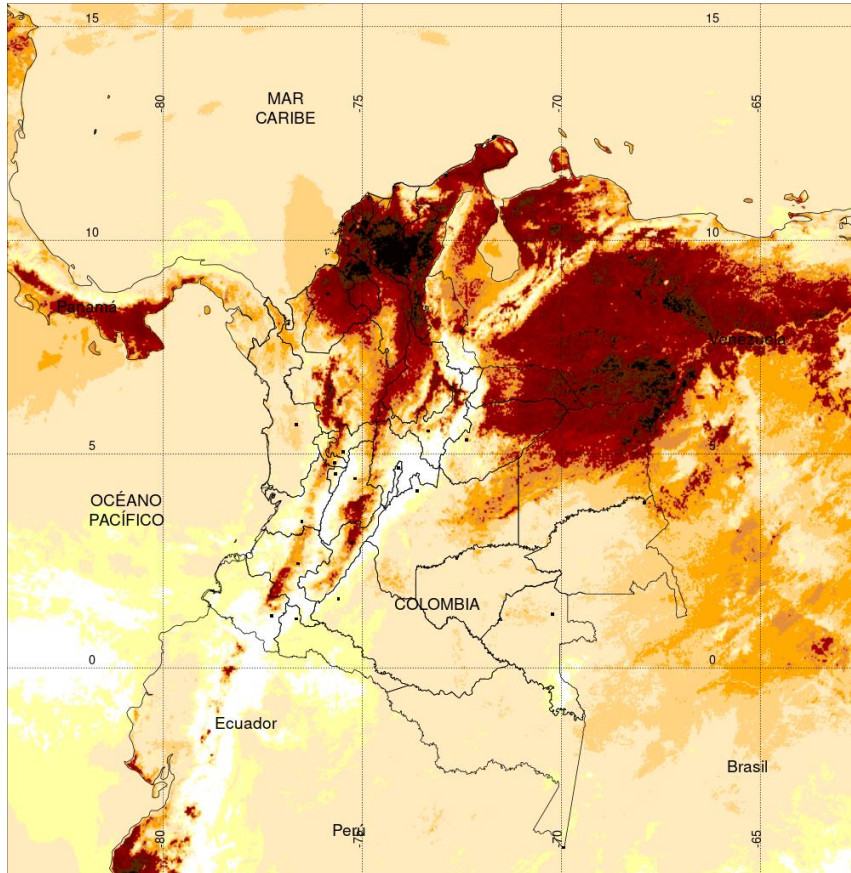 15
15
-80
-75
-70
-65
MAR
CARIBE
10
10
Panamá
Venezuela
5
5
OCÉANO
PACÍFICO
COLOMBIA
0
0
Ecuador
Brasil
Perú
-80
-75
-70
-65